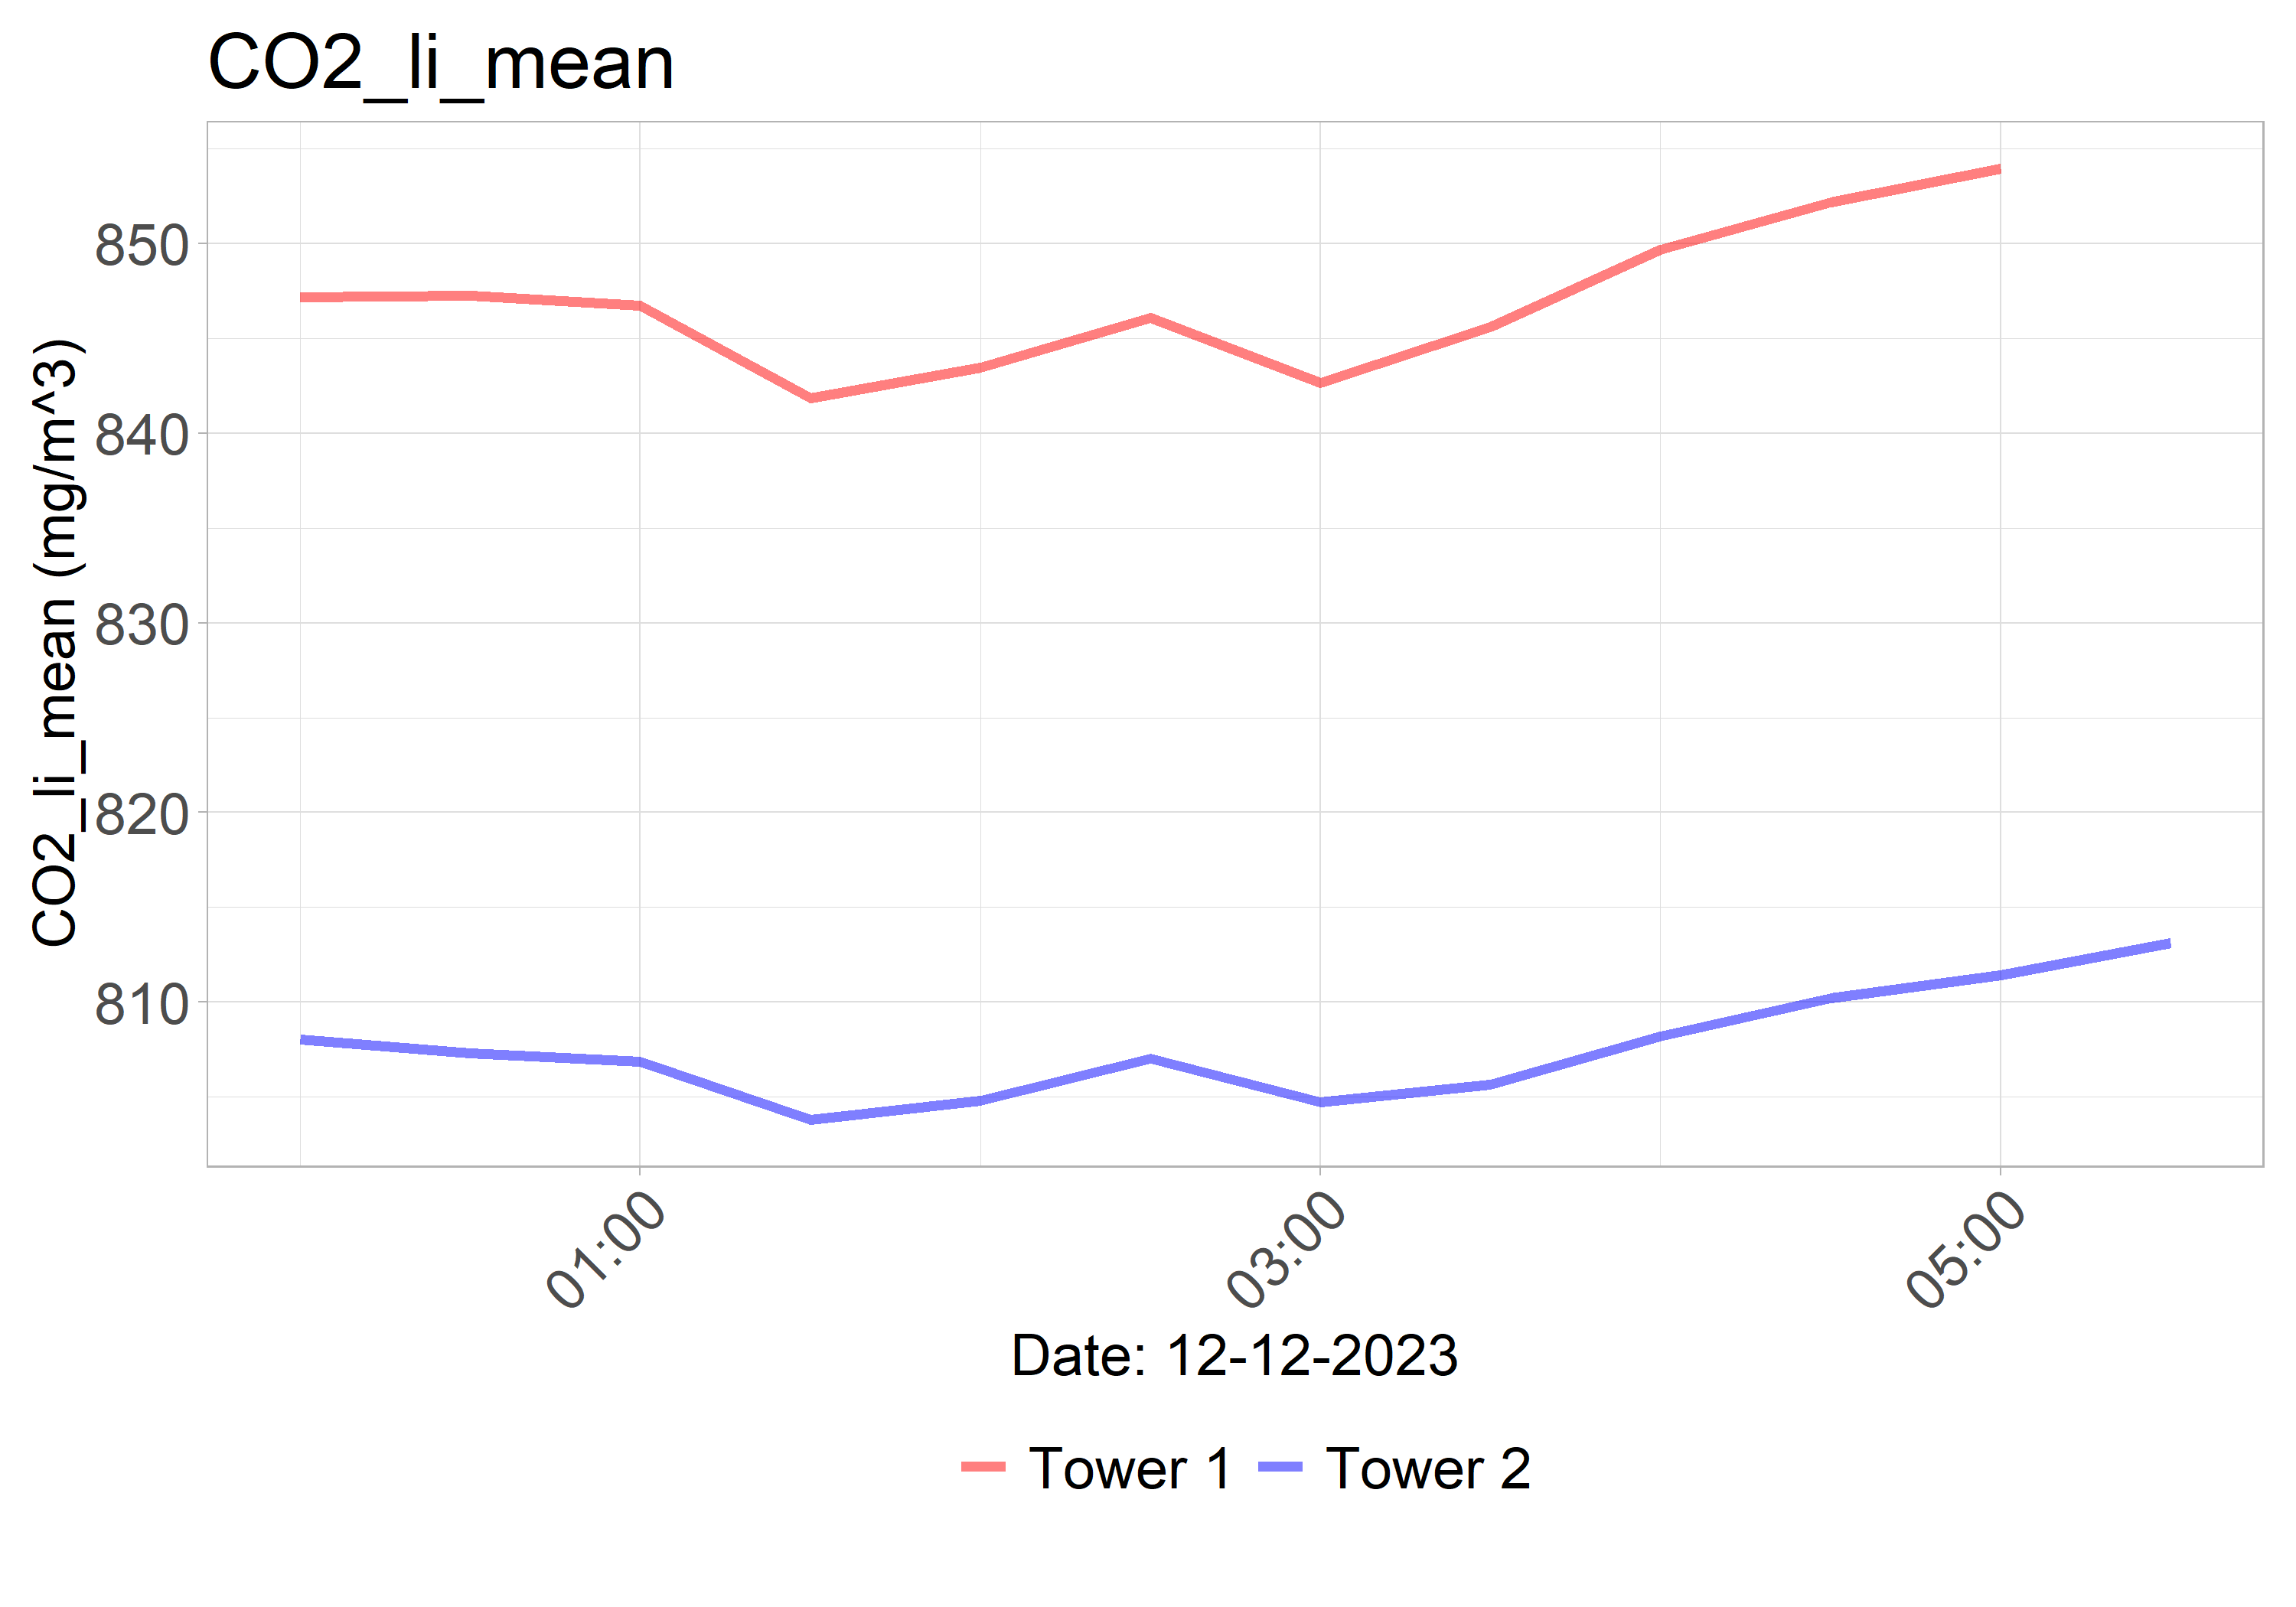 CO2_li_mean
CO2_li_mean (mg/m^3)
850
840
830
820
810
01:00
03:00
05:00
Date: 12-12-2023
Tower 1
Tower 2